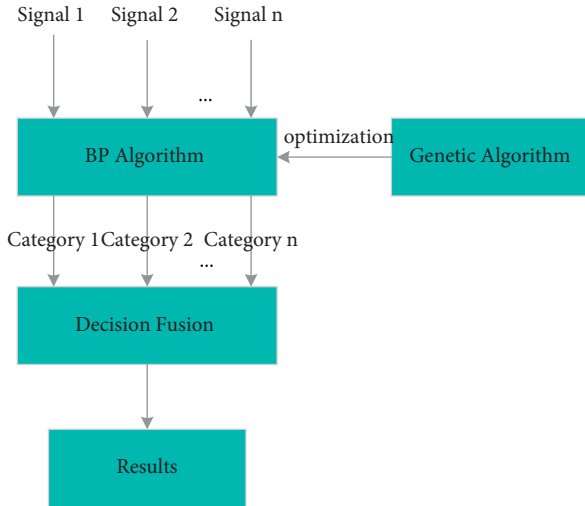 Signal 1 Signal 2 Signal n
...
optimization
BP Algorithm Genetic Algorithm
Category 1 Category 2 Category n
...
Decision Fusion
Results